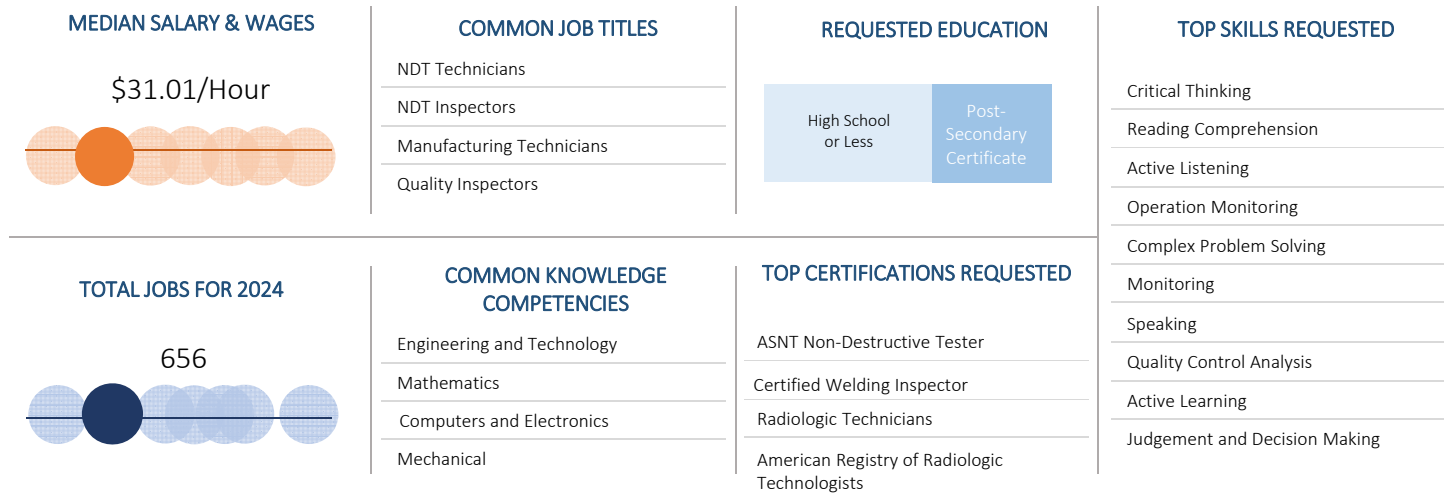 MEDIAN SALARY & WAGES
$31.01/Hour
COMMON JOB TITLES
NDT Technicians
NDT Inspectors
Manufacturing Technicians
Quality Inspectors
REQUESTED EDUCATION
High School
or Less
Post-
Secondary
Certificate
TOTAL JOBS FOR 2024
656
COMMON KNOWLEDGE
COMPETENCIES
Engineering and Technology
Mathematics
Computers and Electronics
Mechanical
TOP CERTIFICATIONS REQUESTED
ASNT Non-Destructive Tester
Certified Welding Inspector
Radiologic Technicians
American Registry of Radiologic
Technologists
TOP SKILLS REQUESTED
Critical Thinking
Reading Comprehension
Active Listening
Operation Monitoring
Complex Problem Solving
Monitoring
Speaking
Quality Control Analysis
Active Learning
Judgement and Decision Making